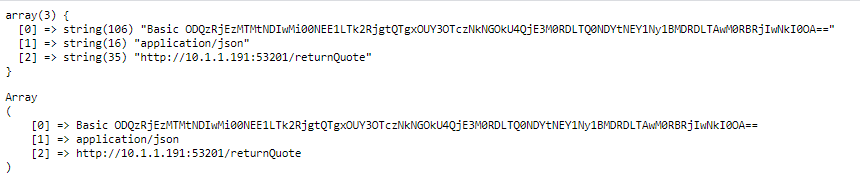 array(3) {
[0] => string(106) "Basic ODQzRjEzMTMtNDIwMi00NEE1LTk2RjgtQTgxOUY3OTczNkNGOkU4QjE3M0RDLTQ0NDYtNEY1Ny1BMDRDLTAwM0RBRjIwNkI0OA=="
[1] => string(16) "application/json"
[2] => string(35) "http://10.1.1.191:53201/returnQuote"
}
Array
(
[0] => Basic ODQzRjEzMTMtNDIwMi00NEE1LTk2RjgtQTgxOUY3OTczNkNGOkU4QjE3M0RDLTQ0NDYtNEY1Ny1BMDRDLTAwM0RBRjIwNkI0OA==
[1] => application/json
[2] => http://10.1.1.191:53201/returnQuote
)